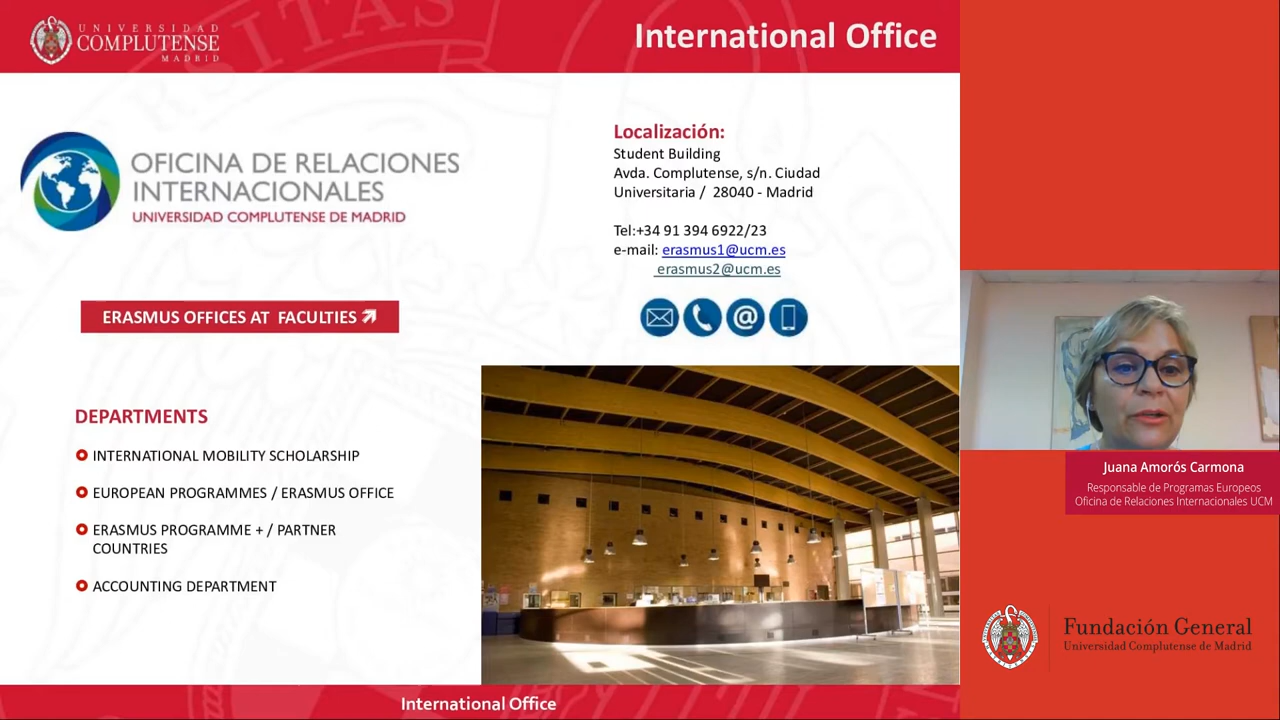 UNIVERSIDAD
COMPLUTENSE
MADRID
International Office
OFICINA DE RELACIONES
INTERNACIONALES
UNIVERSIDAD COMPLUTENSE DE MADRID
Localización:
Student Building
Avda. Complutense, s/n. Ciudad
Universitaria / 28040 - Madrid
Tel:+34 91 394 6922/23
e-mail: erasmus1@ucm.es
erasmus2@ucm.es
ERASMUS OFFICES AT FACULTIES
DEPARTMENTS
INTERNATIONAL MOBILITY SCHOLARSHIP
EUROPEAN PROGRAMMES / ERASMUS OFFICE
ERASMUS PROGRAMME + / PARTNER
COUNTRIES
ACCOUNTING DEPARTMENT
International Office
Juana Amorós Carmona
Responsable de Programas Europeos
Oficina de Relaciones Internacionales UCM
Fundación General
Universidad Complutense de Madrid